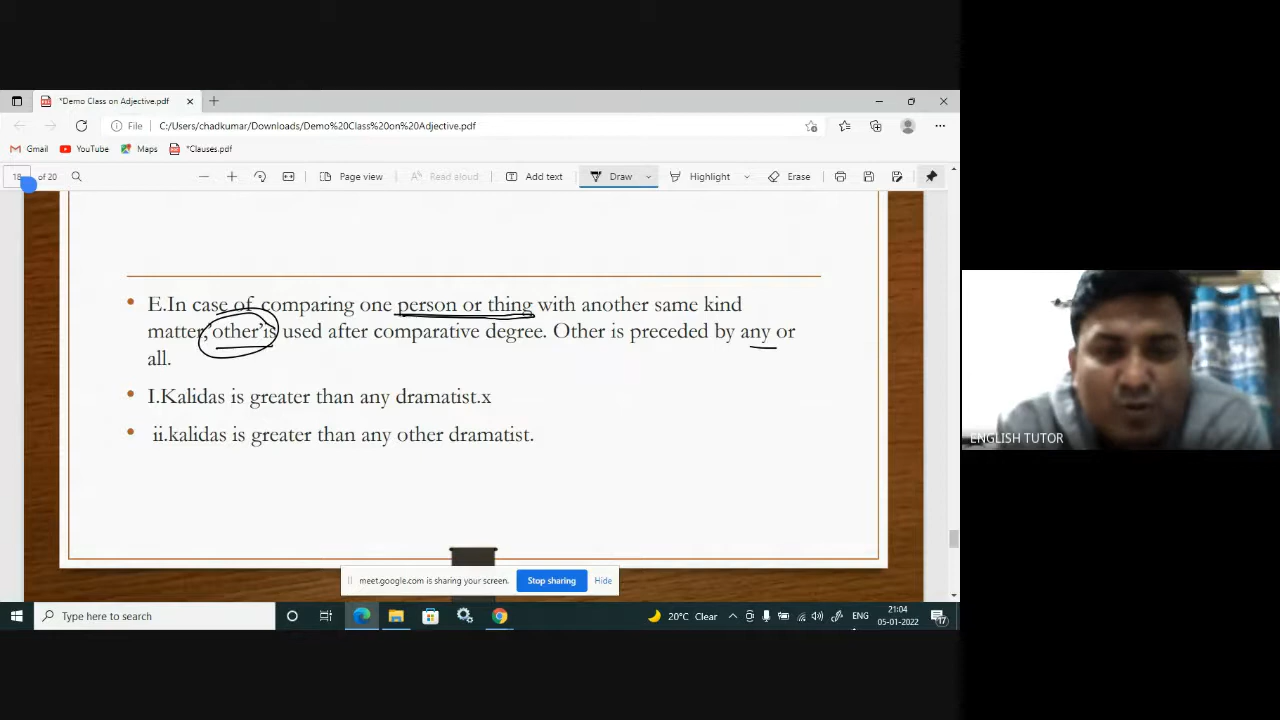 *Demo Class on Adjective.pdf
File C:/Users/chadkumar/Downloads/Demo%20Class%20on%20Adjective.pdf
Gmail YouTube Maps *Clauses.pdf
18 of 20 Page view Read aloud Add text Draw Highlight Erase
• E.In case of comparing one person or thing with another same kind
matter,'other'is used after comparative degree. Other is preceded by any or
all.
• I.Kalidas is greater than any dramatist.x
• ii.kalidas is greater than any other dramatist.
ENGLISH TUTOR
meet.google.com is sharing your screen. Stop sharing Hide
Type here to search
20°C Clear ENG
21:04
05-01-2022
17